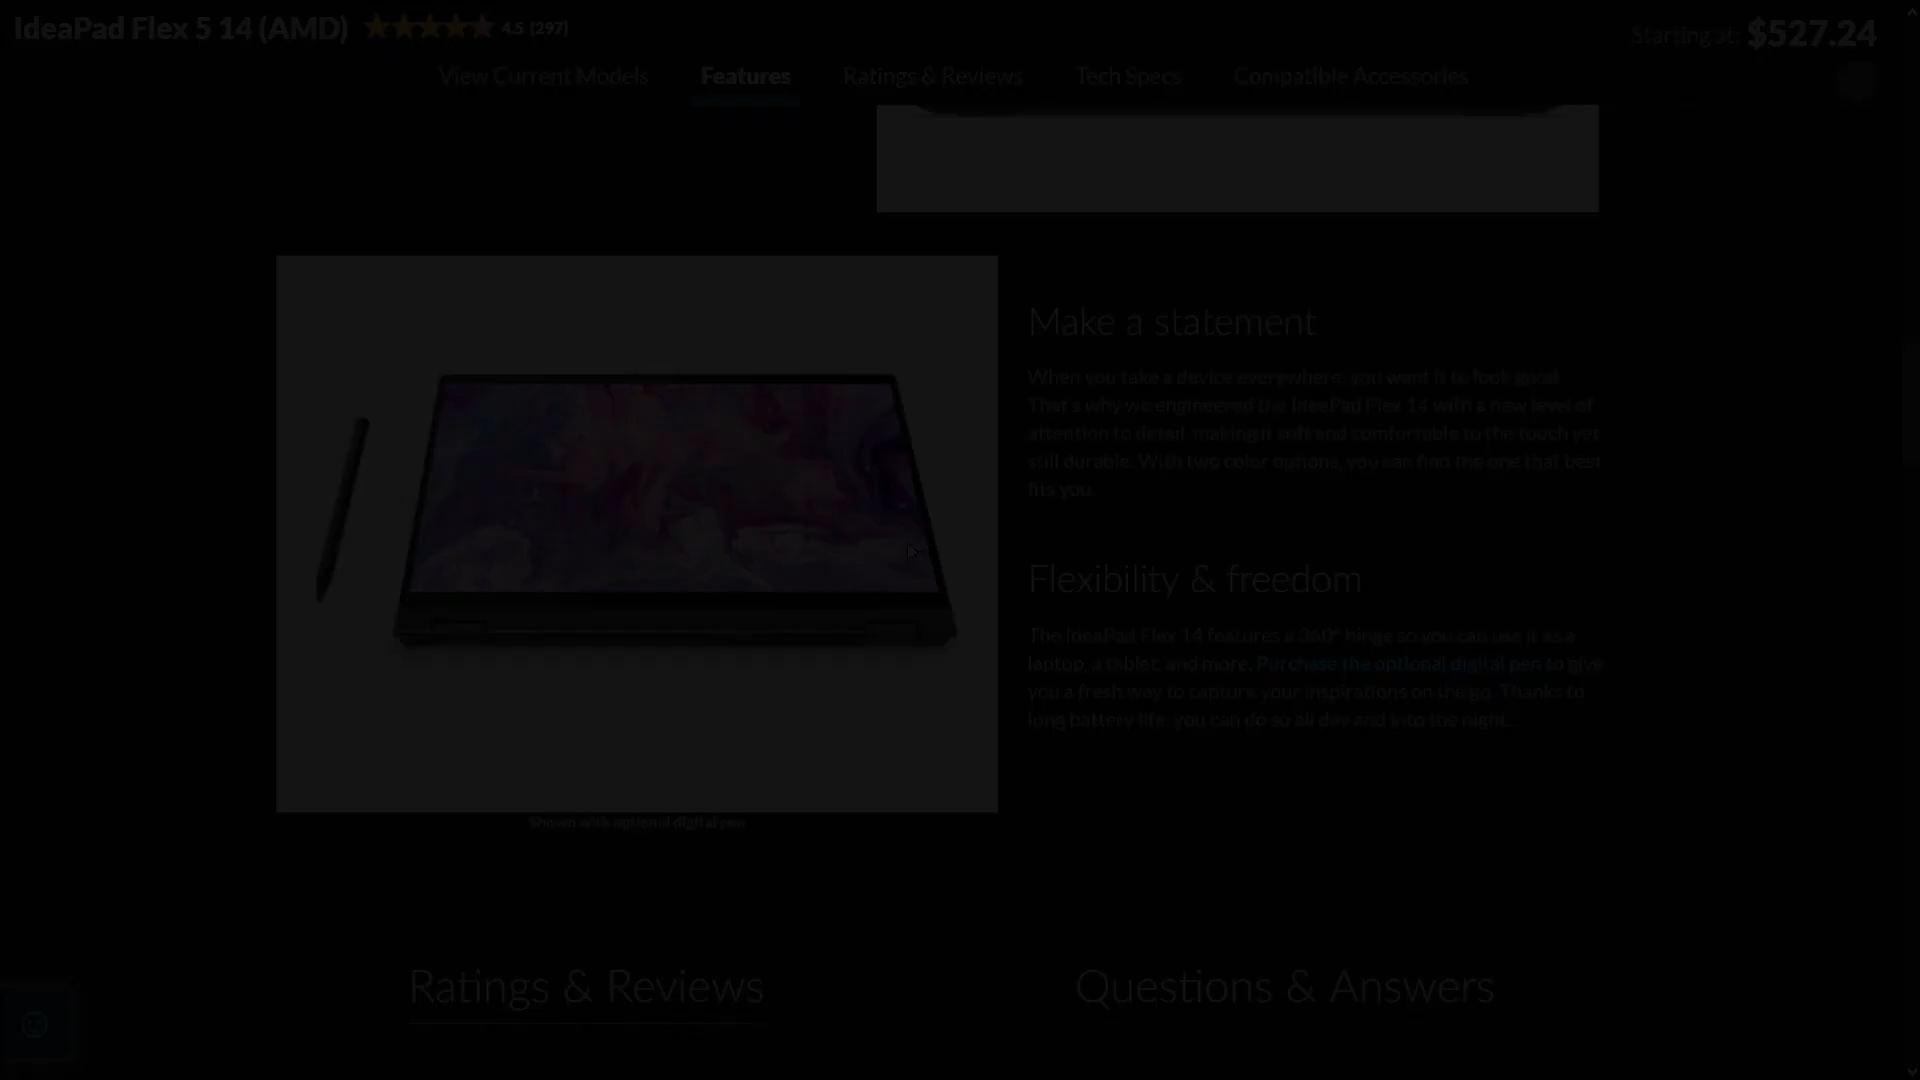 IdeaPad Flex 5 14 (AMD) 4.5 (297)
Starting at: $527.24
View Current Models Features Ratings & Reviews Tech Specs Compatible Accessories
Make a statement
When you take a device everywhere, you want it to look good.
That's why we engineered the IdeaPad Flex 14 with a new level of
attention to detail, making it soft and comfortable to the touch yet
still durable. With two color options, you can find the one that best
fits you.
Flexibility & freedom
The IdeaPad Flex 14 features a 360° hinge so you can use it as a
laptop, a tablet, and more. Purchase the optional digital pen to give
you a fresh way to capture your inspirations on the go. Thanks to
long battery life, you can do so all day and into the night.
Shown with optional digital pen
Ratings & Reviews
Questions & Answers